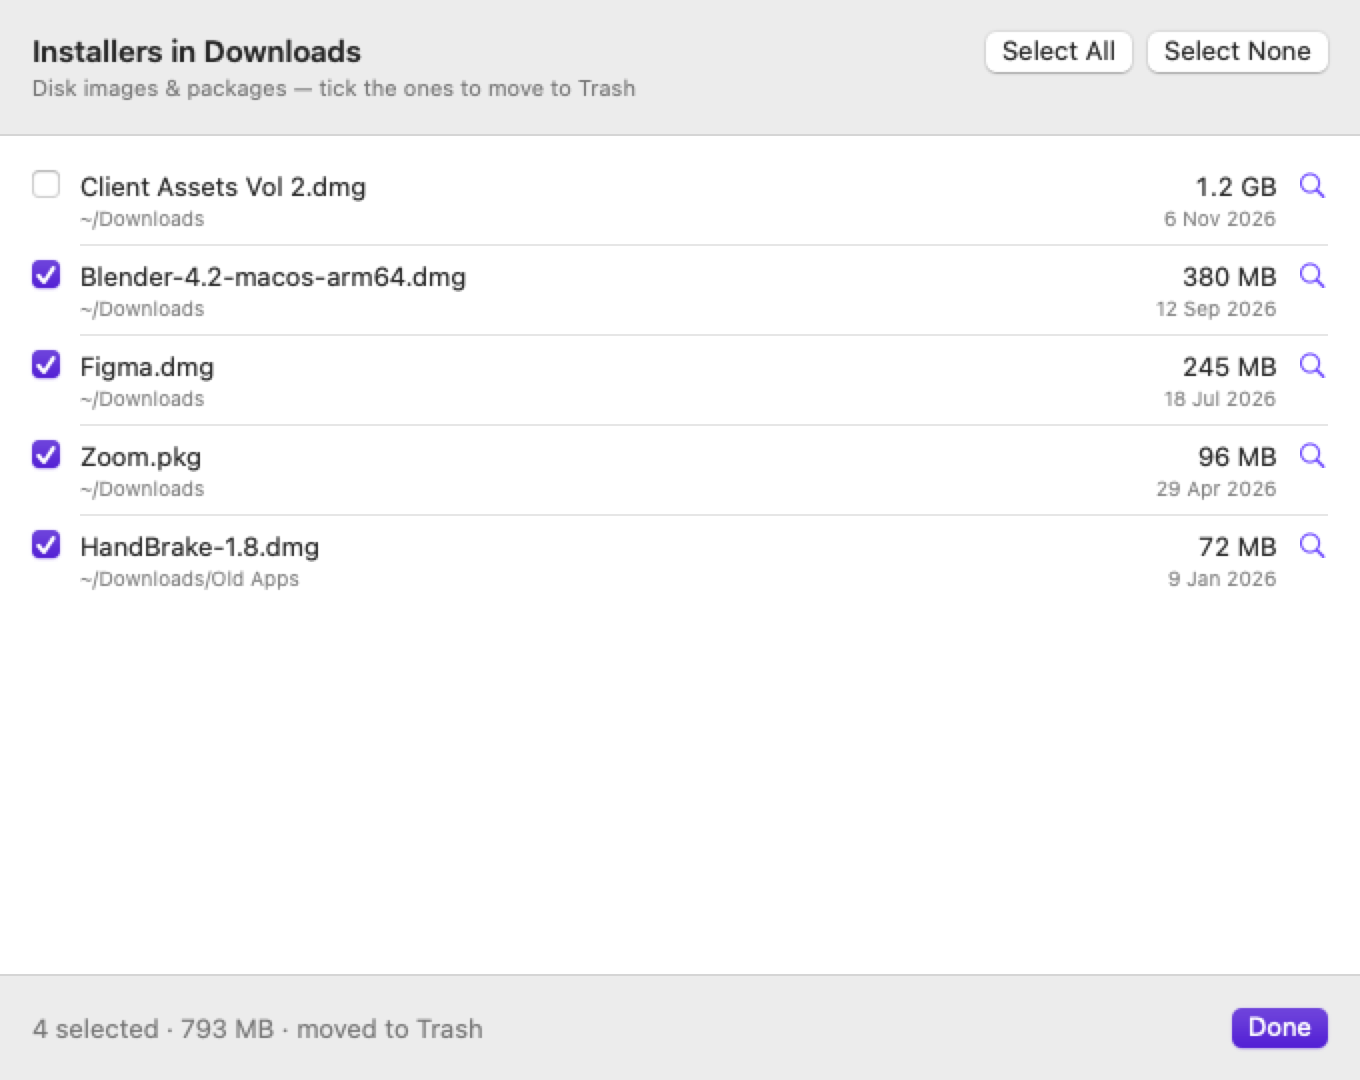 Installers in Downloads
Disk images & packages — tick the ones to move to Trash
Select All
Select None
Client Assets Vol 2.dmg
1.2 GB
~/Downloads
6 Nov 2026
Blender-4.2-macos-arm64.dmg
380 MB
~/Downloads
12 Sep 2026
Figma.dmg
245 MB
~/Downloads
18 Jul 2026
Zoom.pkg
96 MB
~/Downloads
29 Apr 2026
HandBrake-1.8.dmg
72 MB
~/Downloads/Old Apps
9 Jan 2026
4 selected · 793 MB · moved to Trash
Done